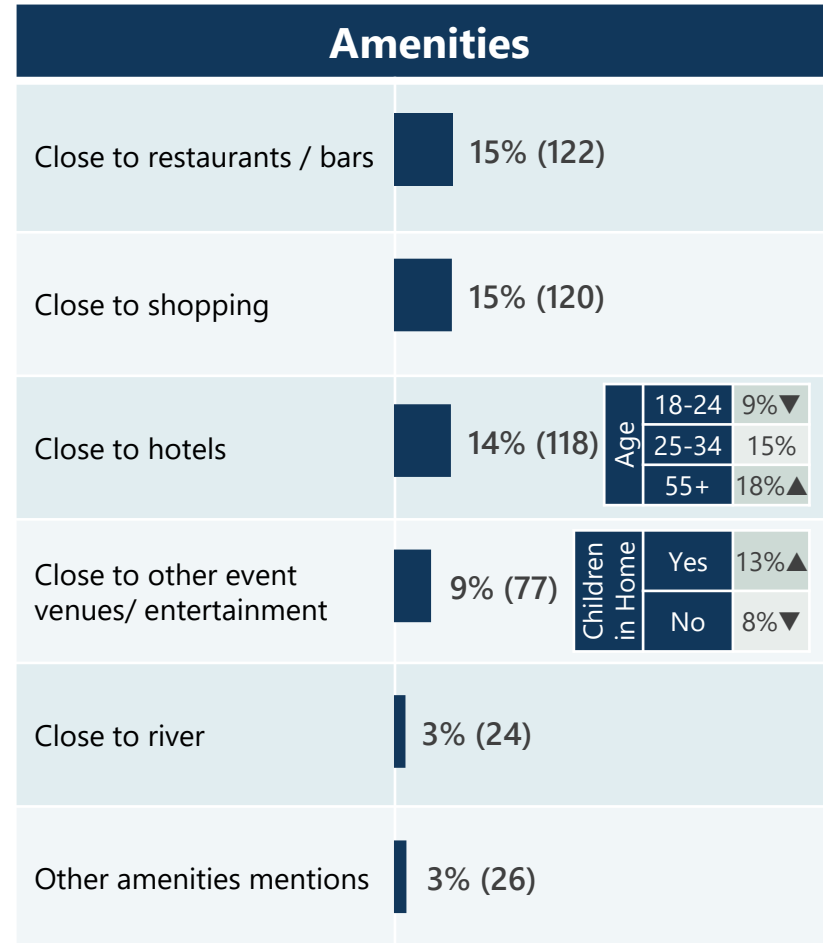 Amenities
Close to restaurants / bars
15% (122)
Close to shopping
15% (120)
Close to hotels
14% (118)
Age
18-24 9%▼
25-34 15%
55+ 18%▲
Close to other event
venues/ entertainment
9% (77)
Children
in Home
Yes 13%▲
No 8%▼
Close to river
3% (24)
Other amenities mentions
3% (26)